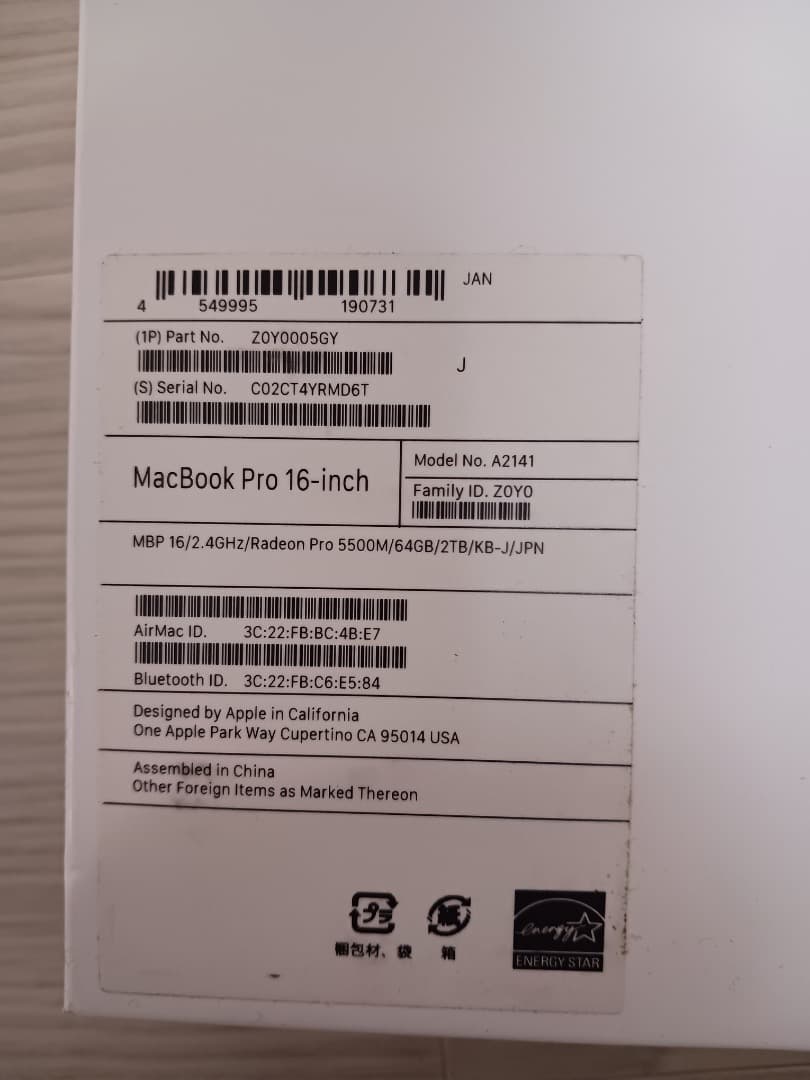 JAN
4 549995 190731
(1P) Part No. Z0Y0005GY
J
(S) Serial No. C02CT4YRMD6T
MacBook Pro 16-inch
Model No. A2141
Family ID. Z0Y0
MBP 16/2.4GHz/Radeon Pro 5500M/64GB/2TB/KB-J/JPN
AirMac ID. 3C:22:FB:BC:4B:E7
Bluetooth ID. 3C:22:FB:C6:E5:84
Designed by Apple in California
One Apple Park Way Cupertino CA 95014 USA
Assembled in China
Other Foreign Items as Marked Thereon
プラ
紙
梱包材、袋
箱
energy
ENERGY STAR